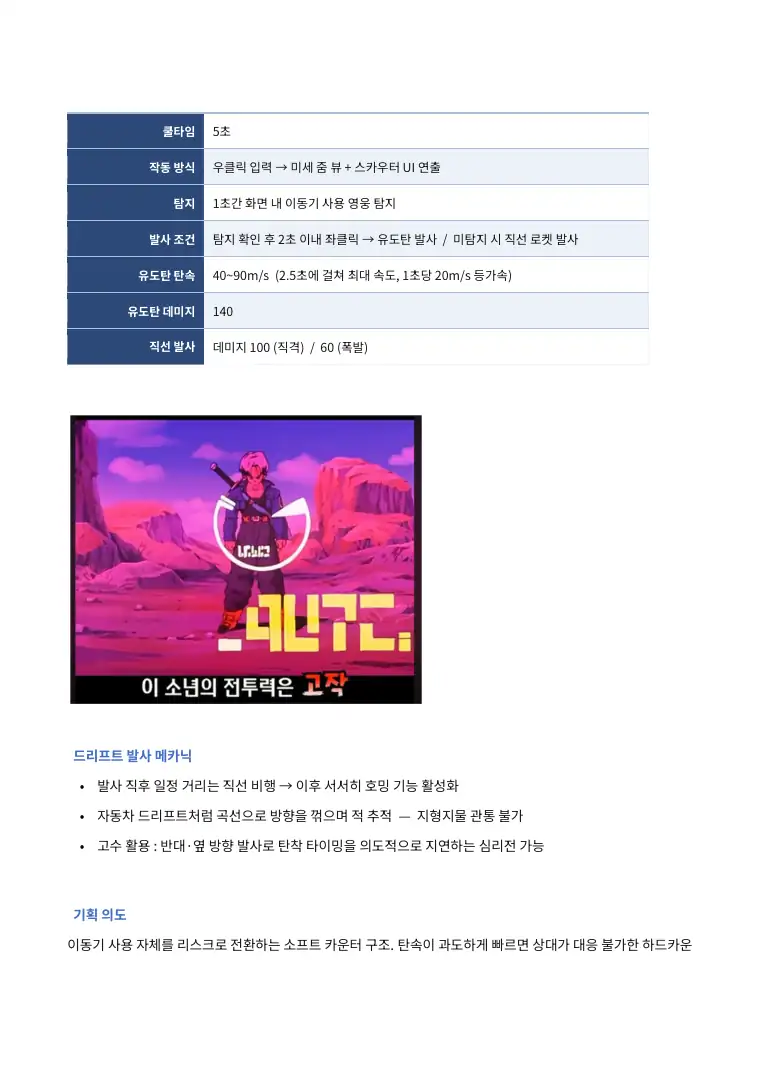 쿨타임 5초
작동 방식 우클릭 입력 → 미세 줌 뷰 + 스카우터 UI 연출
탐지 1초간 화면 내 이동기 사용 영웅 탐지
발사 조건 탐지 확인 후 2초 이내 좌클릭 → 유도탄 발사 / 미탐지 시 직선 로켓 발사
유도탄 탄속 40~90m/s (2.5초에 걸쳐 최대 속도, 1초당 20m/s 등가속)
유도탄 데미지 140
직선 발사 데미지 100 (직격) / 60 (폭발)
이 소년의 전투력은 고작
드리프트 발사 메카닉
• 발사 직후 일정 거리는 직선 비행 → 이후 서서히 호밍 기능 활성화
• 자동차 드리프트처럼 곡선으로 방향을 꺾으며 적 추적 — 지형지물 관통 불가
• 고수 활용 : 반대·옆 방향 발사로 탄착 타이밍을 의도적으로 지연하는 심리전 가능
기획 의도
이동기 사용 자체를 리스크로 전환하는 소프트 카운터 구조. 탄속이 과도하게 빠르면 상대가 대응 불가한 하드카운